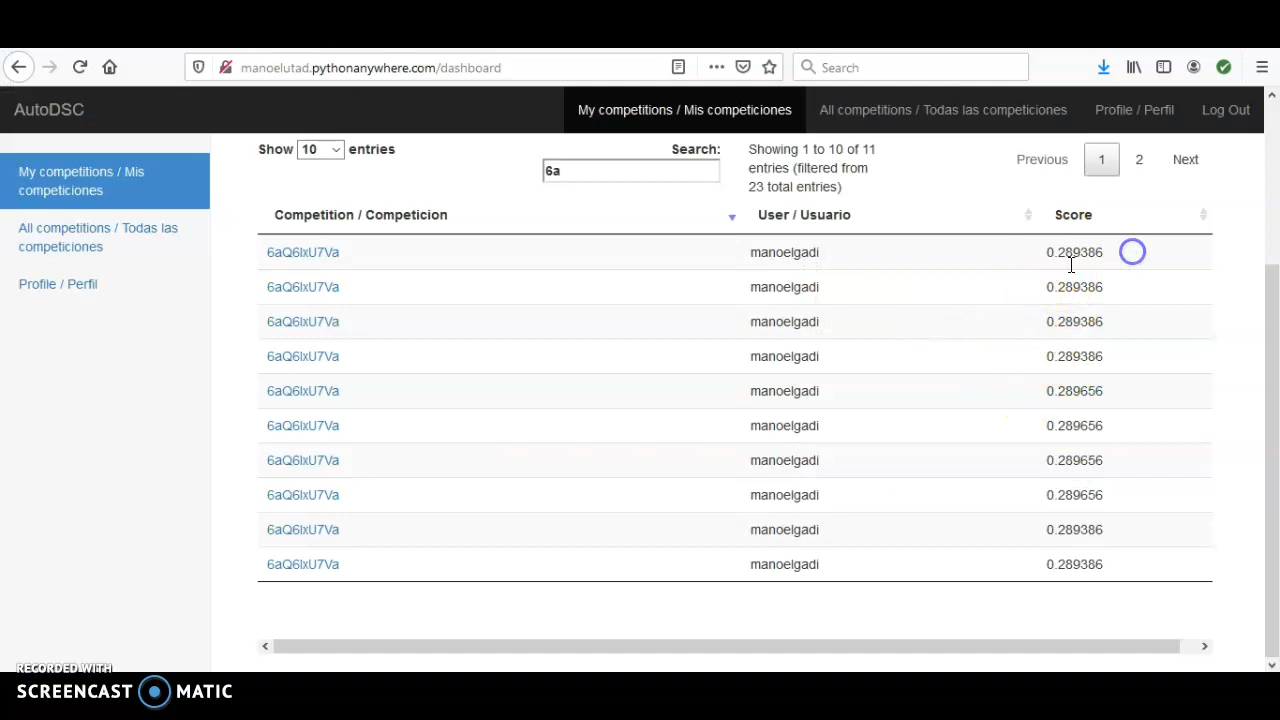 manoelutad.pythonanywhere.com/dashboard
Search
AutoDSC
My competitions / Mis competiciones
All competitions / Todas las competiciones
Profile / Perfil
Log Out
My competitions / Mis
competiciones
All competitions / Todas las
competiciones
Profile / Perfil
Show 10 entries
Search:
6a
Showing 1 to 10 of 11
entries (filtered from
23 total entries)
Previous 1 2 Next
Competition / Competicion User / Usuario Score
6aQ6lxU7Va manoelgadi 0.289386
6aQ6lxU7Va manoelgadi 0.289386
6aQ6lxU7Va manoelgadi 0.289386
6aQ6lxU7Va manoelgadi 0.289386
6aQ6lxU7Va manoelgadi 0.289656
6aQ6lxU7Va manoelgadi 0.289656
6aQ6lxU7Va manoelgadi 0.289656
6aQ6lxU7Va manoelgadi 0.289656
6aQ6lxU7Va manoelgadi 0.289386
6aQ6lxU7Va manoelgadi 0.289386
RECORDED WITH
SCREENCAST MATIC